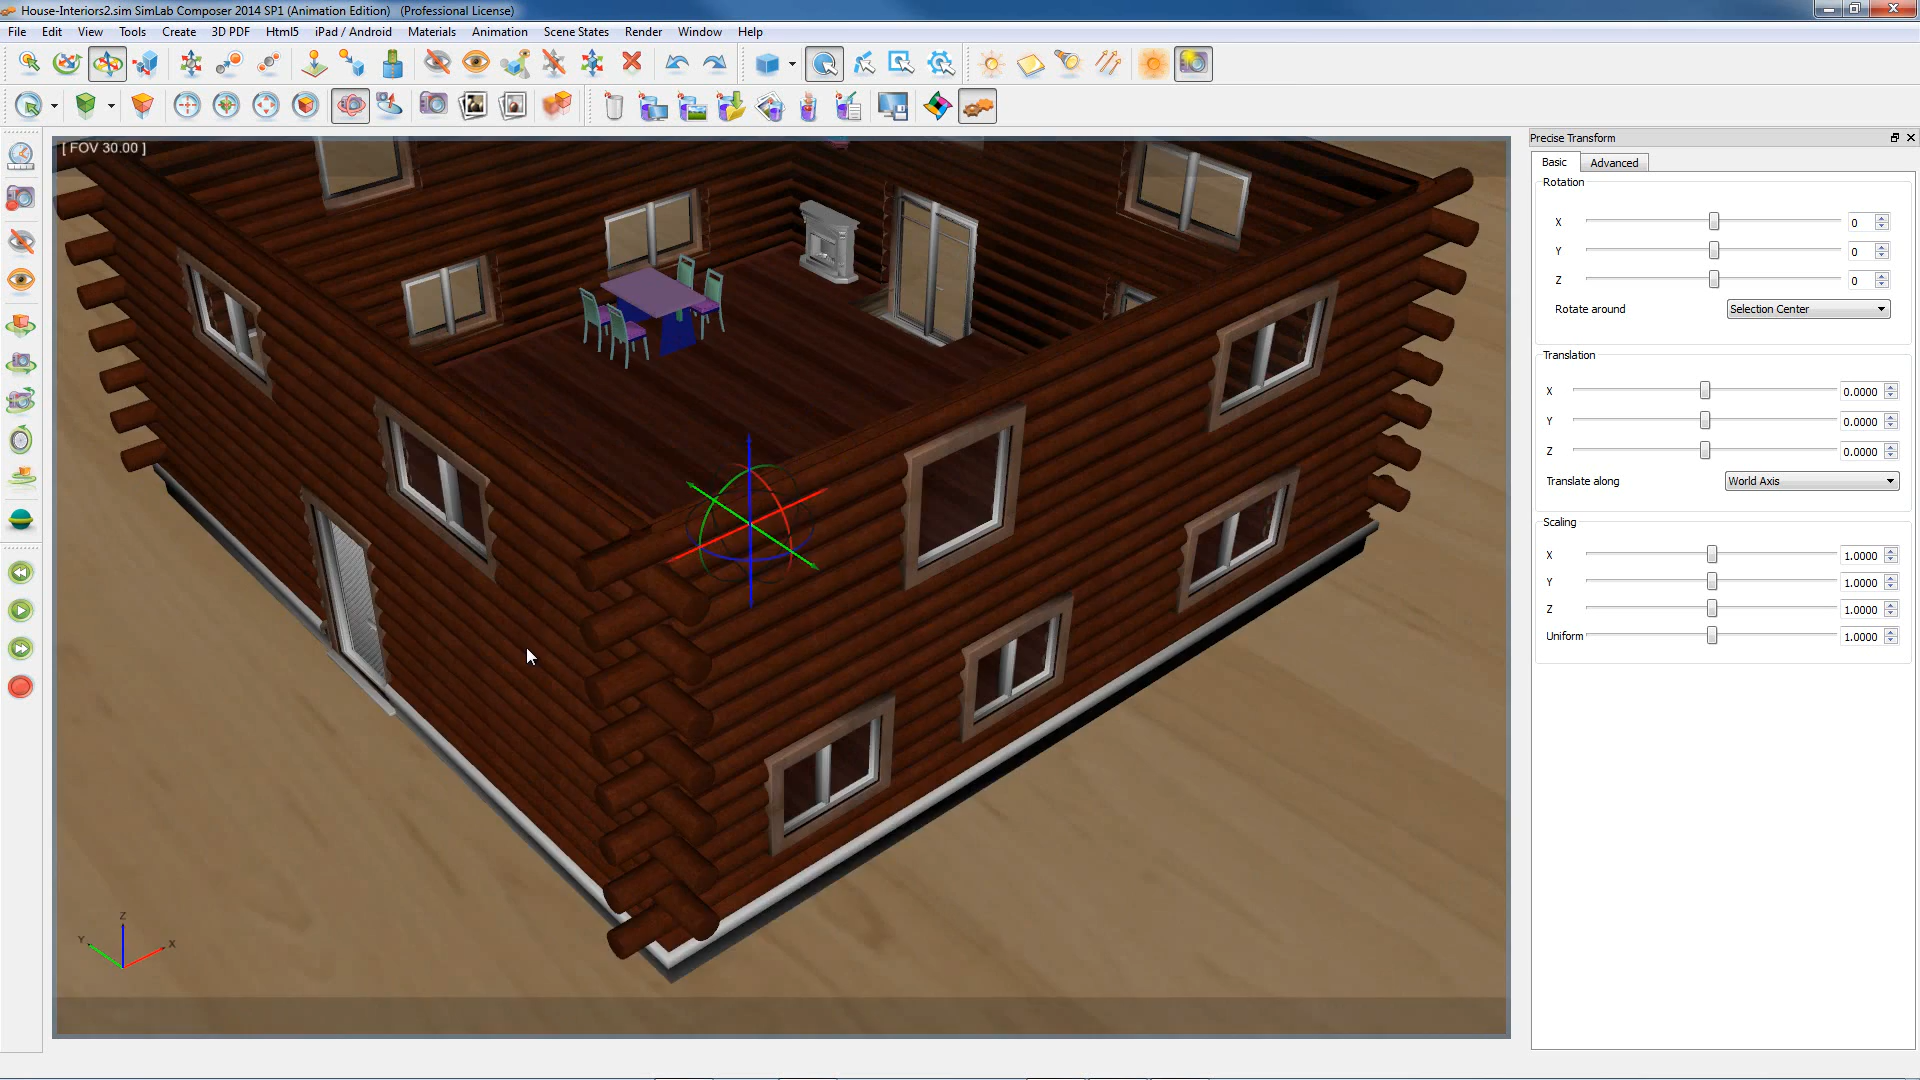 House-Interiors2.sim SimLab Composer 2014 SP1 (Animation Edition)   (Professional License)
File Edit View Tools Create 3D PDF Html5 iPad / Android Materials Animation Scene States Render Window Help
[ FOV 30.00 ]
Precise Transform
Basic Advanced
Rotation
X 0
Y 0
Z 0
Rotate around Selection Center
Translation
X 0.0000
Y 0.0000
Z 0.0000
Translate along World Axis
Scaling
X 1.0000
Y 1.0000
Z 1.0000
Uniform 1.0000
Z
Y X